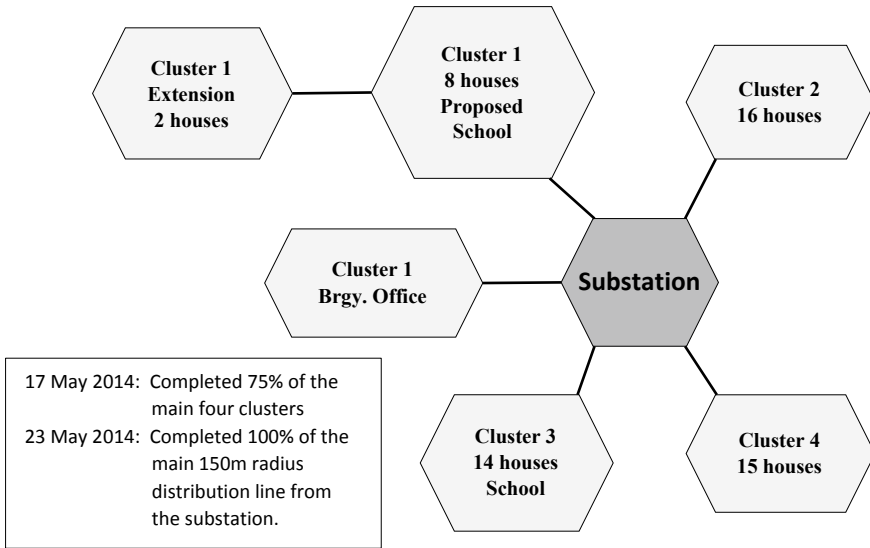 Cluster 1
Extension
2 houses
Cluster 1
8 houses
Proposed
School
Cluster 2
16 houses
Cluster 1
Brgy. Office
Substation
17 May 2014: Completed 75% of the
main four clusters
23 May 2014: Completed 100% of the
main 150m radius
distribution line from
the substation.
Cluster 3
14 houses
School
Cluster 4
15 houses